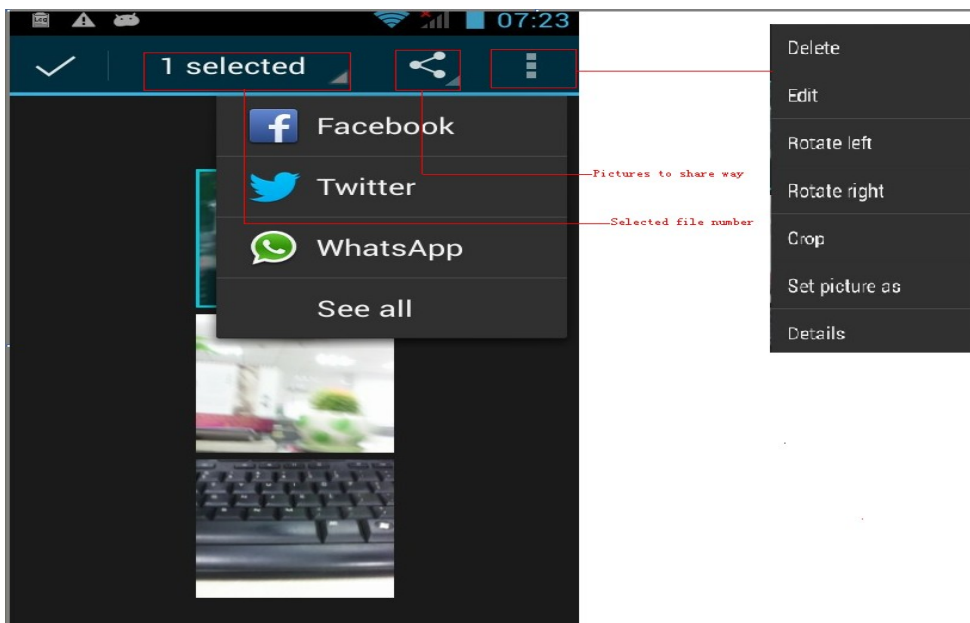 07:23
1 selected
Facebook
Twitter
WhatsApp
See all
Pictures to share way
Selected file number
Delete
Edit
Rotate left
Rotate right
Crop
Set picture as
Details